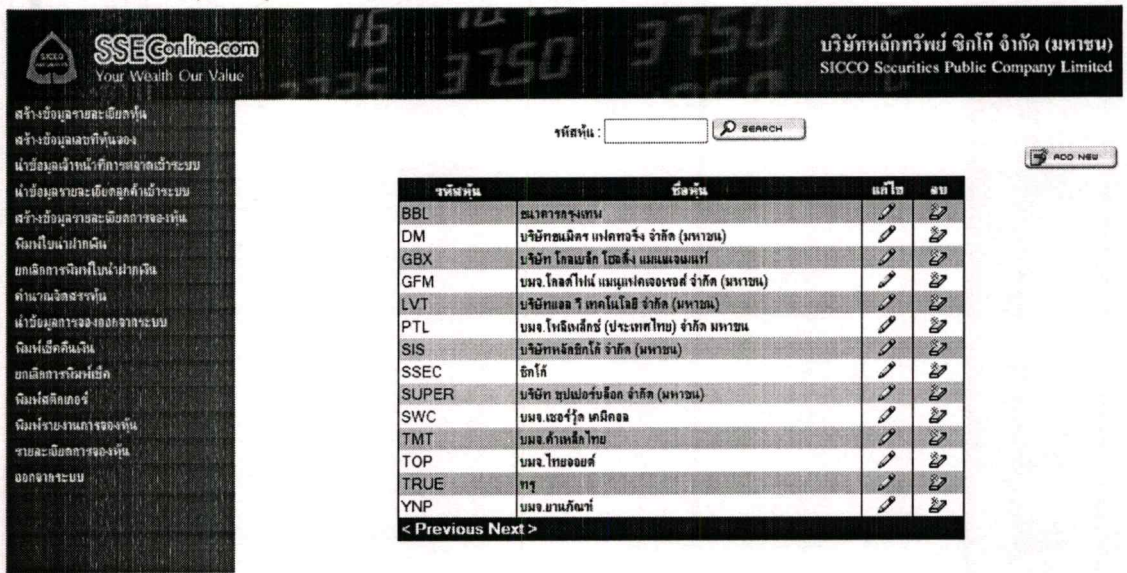 SICCO
SSEConline.com
Your Wealth Our Value
บริษัทหลักทรัพย์ ซิกโก้ จำกัด (มหาชน)
SICCO Securities Public Company Limited
สร้างข้อมูลรายละเอียดหุ้น
สร้างข้อมูลเลขที่หุ้นจอง
นำข้อมูลเจ้าหน้าที่การตลาดเข้าระบบ
นำข้อมูลรายละเอียดลูกค้าเข้าระบบ
สร้างข้อมูลรายละเอียดการจองหุ้น
พิมพ์ใบนำฝากเงิน
ยกเลิกการพิมพ์ใบนำฝากเงิน
คำนวณจัดสรรหุ้น
นำข้อมูลการจองออกจากระบบ
พิมพ์เช็คคืนเงิน
ยกเลิกการพิมพ์เช็ค
พิมพ์สติกเกอร์
พิมพ์รายงานการจองหุ้น
รายละเอียดการจองหุ้น
ออกจากระบบ
รหัสหุ้น : SEARCH
ADD NEW
รหัสหุ้น ชื่อหุ้น แก้ไข ลบ
BBL ธนาคารกรุงเทพ
DM บริษัทธนมิตร แฟคทอริ่ง จำกัด (มหาชน)
GBX บริษัท โกลเบล็ก โฮลดิ้ง แมนเนจเมนท์
GFM บมจ.โกลด์ไฟน์ แมนูแฟคเจอเรอส์ จำกัด (มหาชน)
LVT บริษัทแอล วี เทคโนโลยี จำกัด (มหาชน)
PTL บมจ.โพลีเพล็กซ์ (ประเทศไทย) จำกัด มหาชน
SIS บริษัทหลักซิกโก้ จำกัด (มหาชน)
SSEC ซิกโก้
SUPER บริษัท ซุปเปอร์บล็อก จำกัด (มหาชน)
SWC บมจ.เชอร์วู้ด เคมิคอล
TMT บมจ.ค้าเหล็กไทย
TOP บมจ.ไทยออยต์
TRUE ทรู
YNP บมจ.ยานภัณฑ์
< Previous Next >